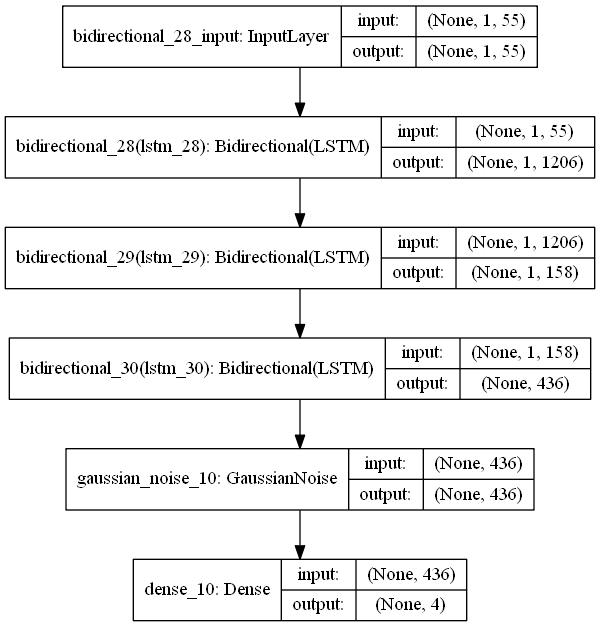 bidirectional_28_input: InputLayer
input:
(None, 1, 55)
output:
(None, 1, 55)
bidirectional_28(lstm_28): Bidirectional(LSTM)
input:
(None, 1, 55)
output:
(None, 1, 1206)
bidirectional_29(lstm_29): Bidirectional(LSTM)
input:
(None, 1, 1206)
output:
(None, 1, 158)
bidirectional_30(lstm_30): Bidirectional(LSTM)
input:
(None, 1, 158)
output:
(None, 436)
gaussian_noise_10: GaussianNoise
input:
(None, 436)
output:
(None, 436)
dense_10: Dense
input:
(None, 436)
output:
(None, 4)